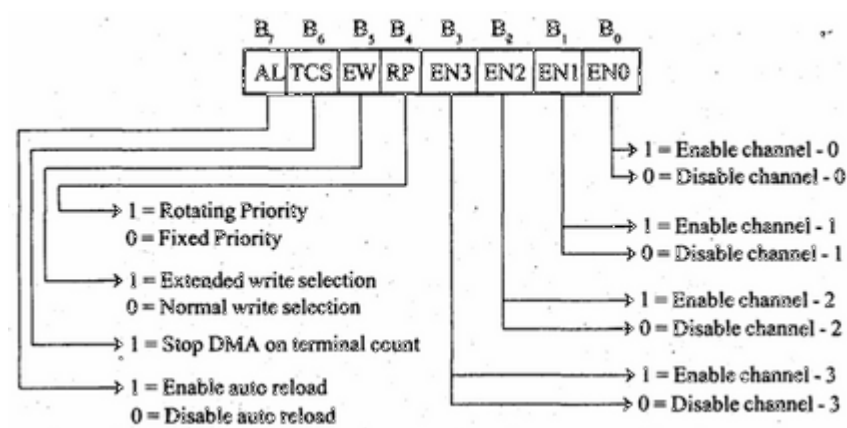 B₇ B₆ B₅ B₄ B₃ B₂ B₁ B₀
AL TCS EW RP EN3 EN2 EN1 EN0
1 = Enable channel - 0
0 = Disable channel - 0
1 = Rotating Priority
0 = Fixed Priority
1 = Enable channel - 1
0 = Disable channel - 1
1 = Extended write selection
0 = Normal write selection
1 = Enable channel - 2
0 = Disable channel - 2
1 = Stop DMA on terminal count
1 = Enable auto reload
0 = Disable auto reload
1 = Enable channel - 3
0 = Disable channel - 3